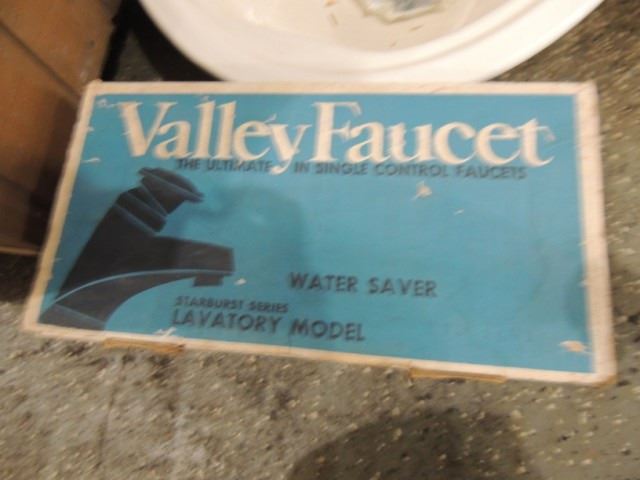 Valley Faucet
THE ULTIMATE IN SINGLE CONTROL FAUCETS
WATER SAVER
STARBURST SERIES
LAVATORY MODEL